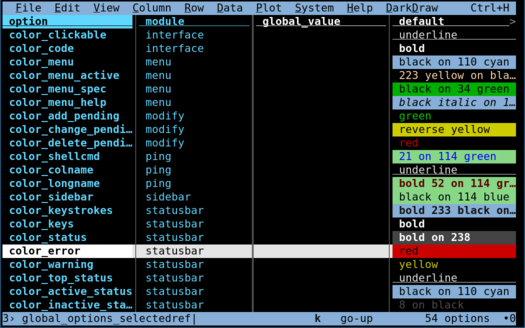 File Edit View Column Row Data Plot System Help DarkDraw Ctrl+H
option module global_value default >
color_clickable interface underline
color_code interface bold
color_menu menu black on 110 cyan
color_menu_active menu 223 yellow on bla…
color_menu_spec menu black on 34 green
color_menu_help menu black italic on 1…
color_add_pending modify green
color_change_pendi… modify reverse yellow
color_delete_pendi… modify red
color_shellcmd ping 21 on 114 green
color_colname ping underline
color_longname ping bold 52 on 114 gr…
color_sidebar sidebar black on 114 blue
color_keystrokes statusbar bold 233 black on…
color_keys statusbar bold
color_status statusbar bold on 238
color_error statusbar red
color_warning statusbar yellow
color_top_status statusbar underline
color_active_status statusbar black on 110 cyan
color_inactive_sta… statusbar 8 on black
3› global_options_selectedref| k go-up 54 options •0